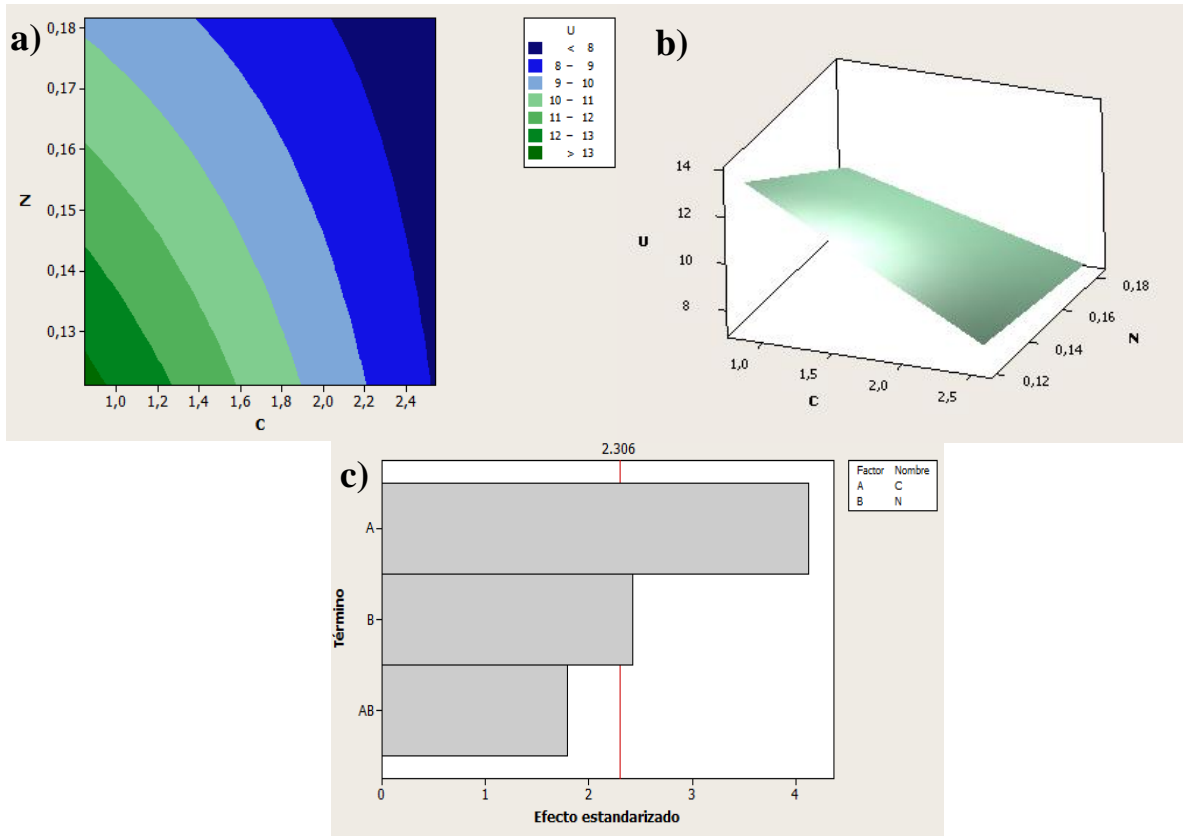 a)
0,18
0,17
0,16
0,15
0,14
0,13
Z
1,0 1,2 1,4 1,6 1,8 2,0 2,2 2,4
C
U
< 8
8 – 9
9 – 10
10 – 11
11 – 12
12 – 13
> 13
b)
14
12
10
8
U
1,0
1,5
2,0
2,5
C
0,18
0,16
0,14
0,12
N
c)
2.306
A
B
AB
Término
0 1 2 3 4
Efecto estandarizado
Factor Nombre
A C
B N